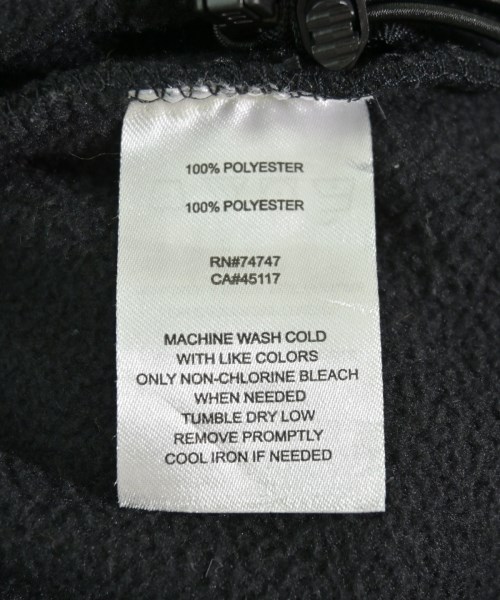 100% POLYESTER
100% POLYESTER
RN#74747
CA#45117
MACHINE WASH COLD
WITH LIKE COLORS
ONLY NON-CHLORINE BLEACH
WHEN NEEDED
TUMBLE DRY LOW
REMOVE PROMPTLY
COOL IRON IF NEEDED